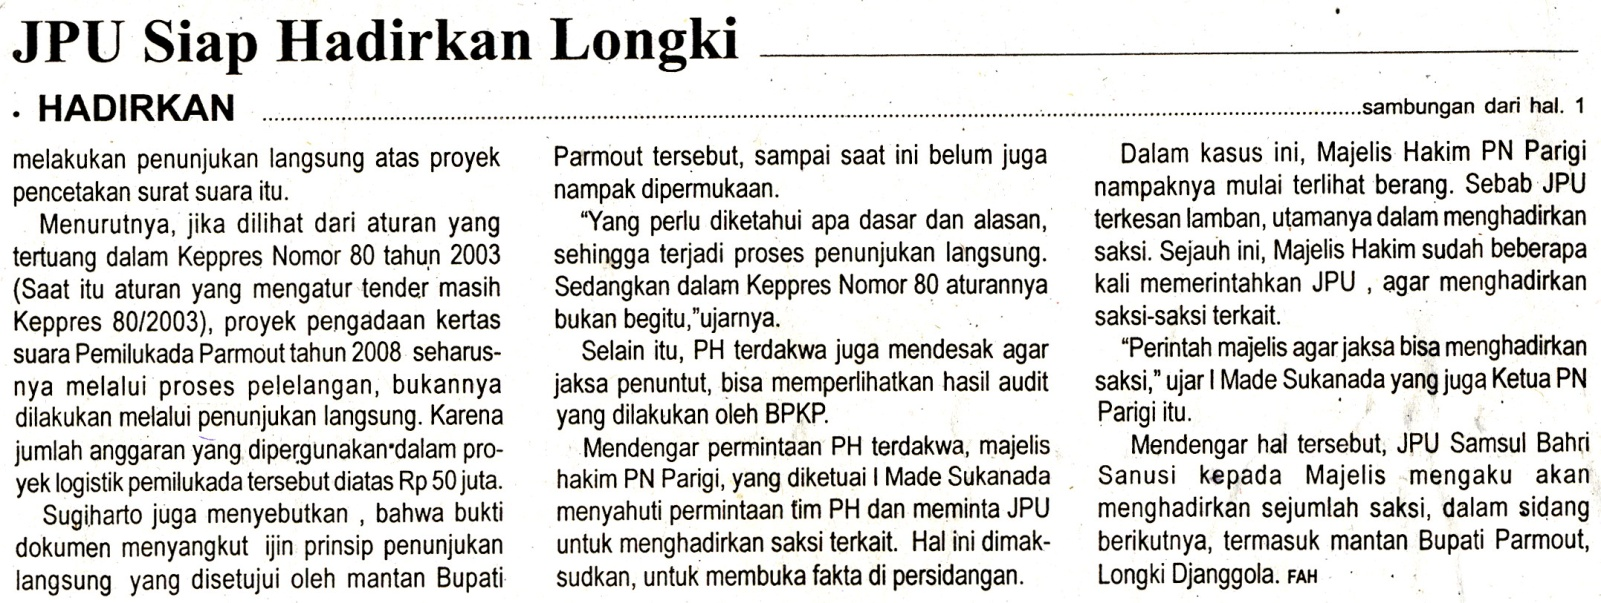 JPU Siap Hadirkan Longki
• HADIRKAN ........ sambungan dari hal. 1
melakukan penunjukan langsung atas proyek
pencetakan surat suara itu.
Menurutnya, jika dilihat dari aturan yang
tertuang dalam Keppres Nomor 80 tahun 2003
(Saat itu aturan yang mengatur tender masih
Keppres 80/2003), proyek pengadaan kertas
suara Pemilukada Parmout tahun 2008 seharus-
nya melalui proses pelelangan, bukannya
dilakukan melalui penunjukan langsung. Karena
jumlah anggaran yang dipergunakan dalam pro-
yek logistik pemilukada tersebut diatas Rp 50 juta.
Sugiharto juga menyebutkan , bahwa bukti
dokumen menyangkut ijin prinsip penunjukan
langsung yang disetujui oleh mantan Bupati
Parmout tersebut, sampai saat ini belum juga
nampak dipermukaan.
“Yang perlu diketahui apa dasar dan alasan,
sehingga terjadi proses penunjukan langsung.
Sedangkan dalam Keppres Nomor 80 aturannya
bukan begitu,”ujarnya.
Selain itu, PH terdakwa juga mendesak agar
jaksa penuntut, bisa memperlihatkan hasil audit
yang dilakukan oleh BPKP.
Mendengar permintaan PH terdakwa, majelis
hakim PN Parigi, yang diketuai I Made Sukanada
menyahuti permintaan tim PH dan meminta JPU
untuk menghadirkan saksi terkait. Hal ini dimak-
sudkan, untuk membuka fakta di persidangan.
Dalam kasus ini, Majelis Hakim PN Parigi
nampaknya mulai terlihat berang. Sebab JPU
terkesan lamban, utamanya dalam menghadirkan
saksi. Sejauh ini, Majelis Hakim sudah beberapa
kali memerintahkan JPU , agar menghadirkan
saksi-saksi terkait.
“Perintah majelis agar jaksa bisa menghadirkan
saksi,” ujar I Made Sukanada yang juga Ketua PN
Parigi itu.
Mendengar hal tersebut, JPU Samsul Bahri
Sanusi kepada Majelis mengaku akan
menghadirkan sejumlah saksi, dalam sidang
berikutnya, termasuk mantan Bupati Parmout,
Longki Djanggola. FAH